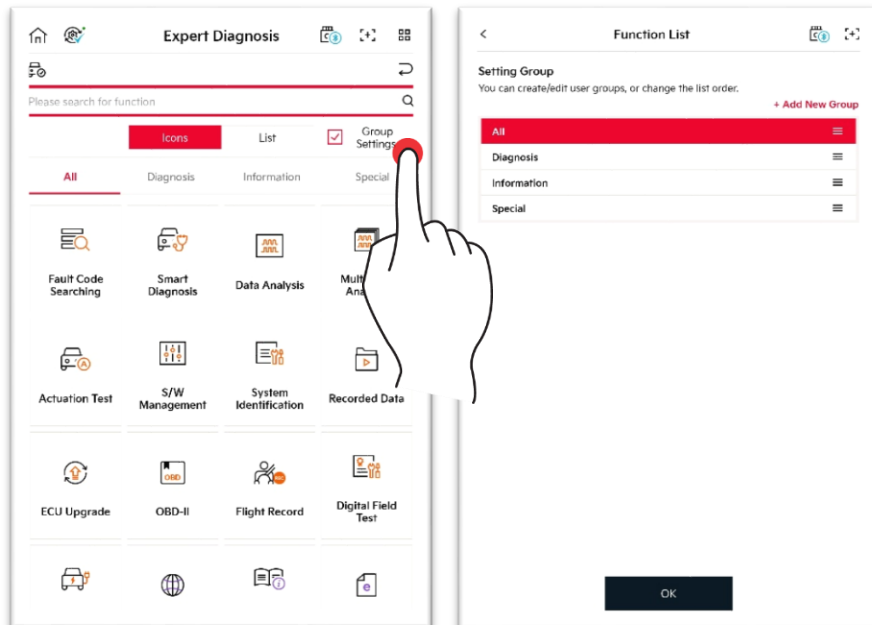 Expert Diagnosis
Please search for function
Icons
List
Group
Settings
All
Diagnosis
Information
Special
Fault Code
Searching
Smart
Diagnosis
Data Analysis
Actuation Test
S/W
Management
System
Identification
Recorded Data
ECU Upgrade
OBD
OBD-II
Flight Record
Digital Field
Test
e
Function List
Setting Group
You can create/edit user groups, or change the list order.
+ Add New Group
All
Diagnosis
Information
Special
OK